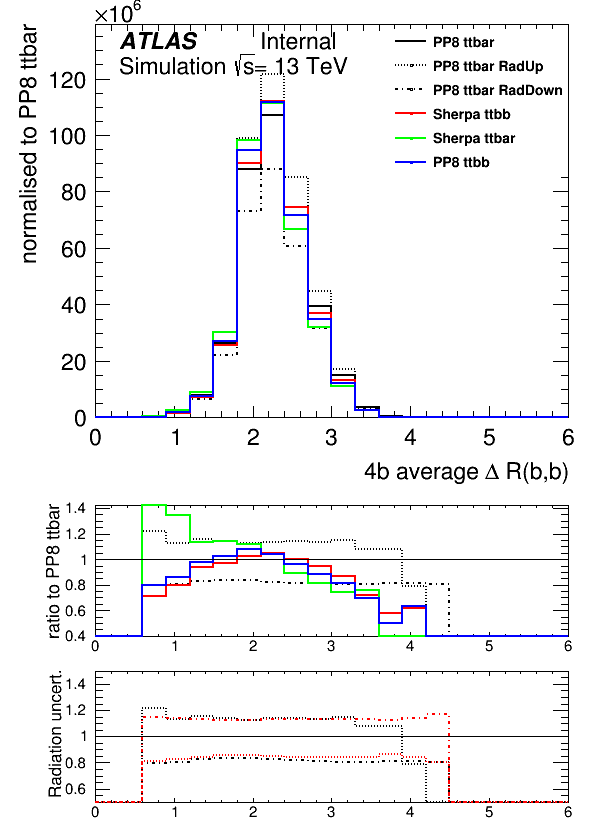 ×10⁶
ATLAS Internal
Simulation √s= 13 TeV
PP8 ttbar
PP8 ttbar RadUp
PP8 ttbar RadDown
Sherpa ttbb
Sherpa ttbar
PP8 ttbb
normalised to PP8 ttbar
120
100
80
60
40
20
0
0 1 2 3 4 5 6
4b average Δ R(b,b)
ratio to PP8 ttbar
1.4
1.2
1
0.8
0.6
0.4
0 1 2 3 4 5 6
Radiation uncert.
1.4
1.2
1
0.8
0.6
0 1 2 3 4 5 6